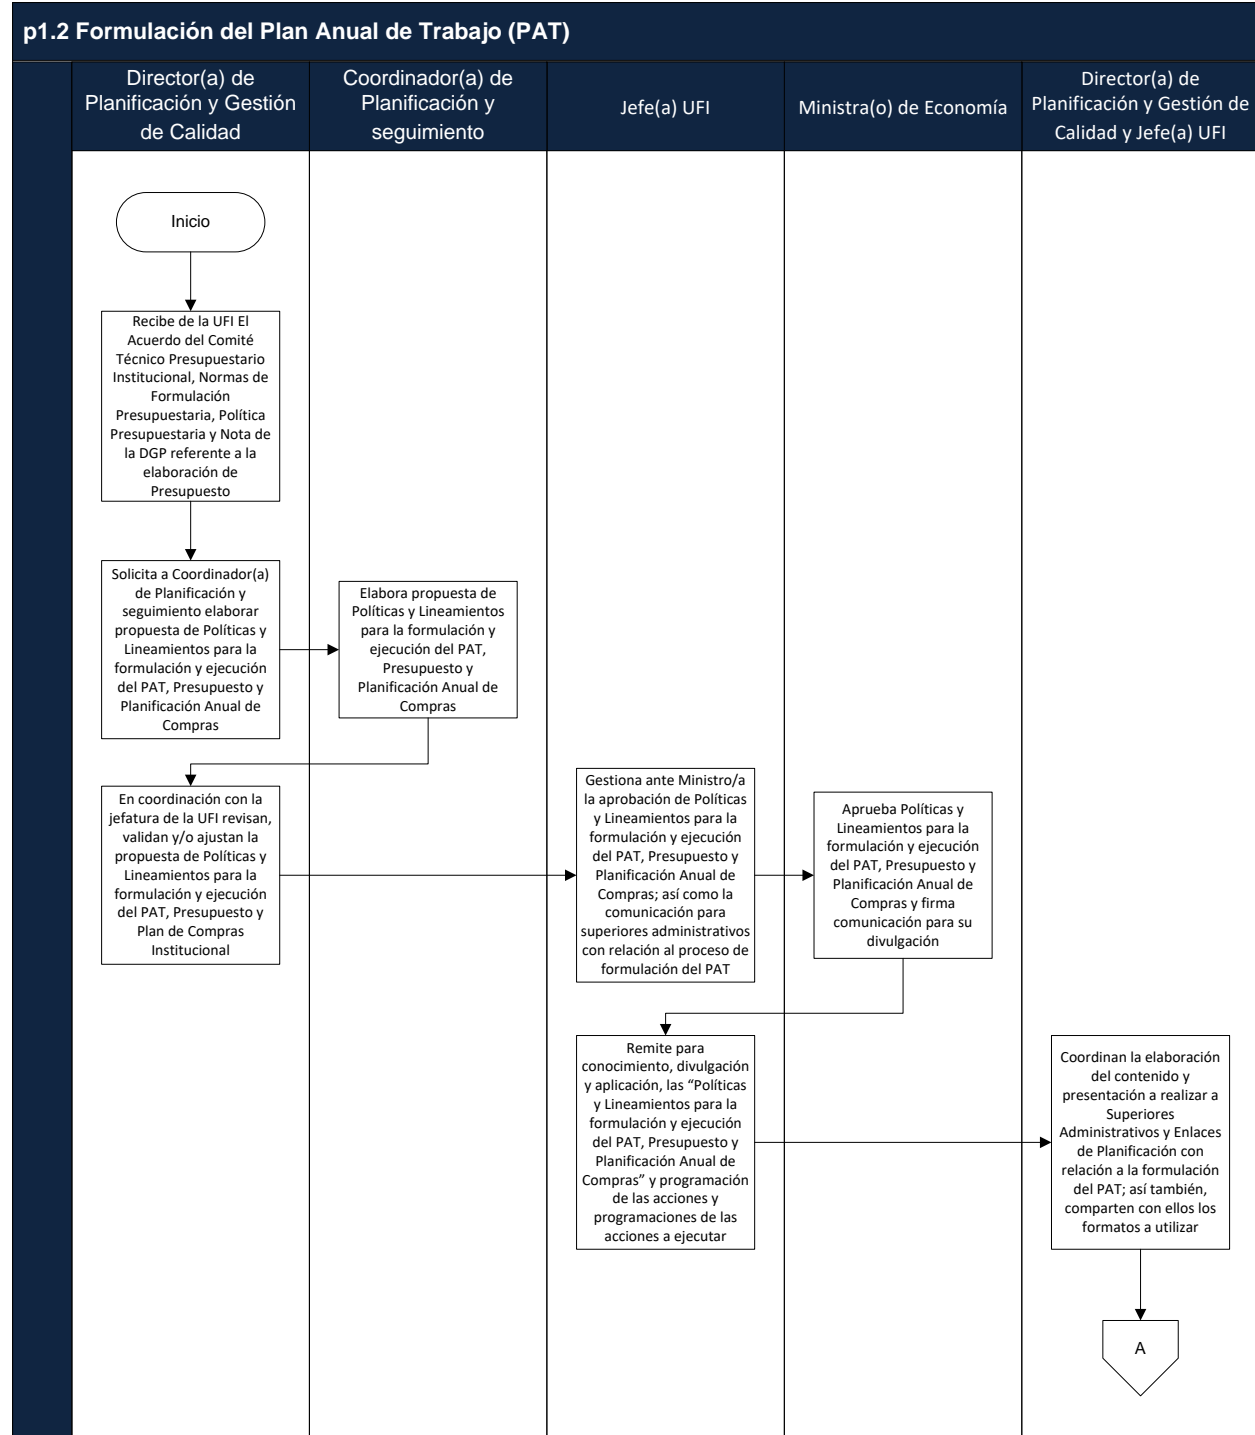 p1.2 Formulación del Plan Anual de Trabajo (PAT)
Director(a) de
Planificación y Gestión
de Calidad
Coordinador(a) de
Planificación y
seguimiento
Jefe(a) UFI
Ministra(o) de Economía
Director(a) de
Planificación y Gestión de
Calidad y Jefe(a) UFI
Inicio
Recibe de la UFI El
Acuerdo del Comité
Técnico Presupuestario
Institucional, Normas de
Formulación
Presupuestaria, Política
Presupuestaria y Nota de
la DGP referente a la
elaboración de
Presupuesto
Solicita a Coordinador(a)
de Planificación y
seguimiento elaborar
propuesta de Políticas y
Lineamientos para la
formulación y ejecución
del PAT, Presupuesto y
Planificación Anual de
Compras
Elabora propuesta de
Políticas y Lineamientos
para la formulación y
ejecución del PAT,
Presupuesto y
Planificación Anual de
Compras
En coordinación con la
jefatura de la UFI revisan,
validan y/o ajustan la
propuesta de Políticas y
Lineamientos para la
formulación y ejecución
del PAT, Presupuesto y
Plan de Compras
Institucional
Gestiona ante Ministro/a
la aprobación de Políticas
y Lineamientos para la
formulación y ejecución
del PAT, Presupuesto y
Planificación Anual de
Compras; así como la
comunicación para
superiores administrativos
con relación al proceso de
formulación del PAT
Aprueba Políticas y
Lineamientos para la
formulación y ejecución
del PAT, Presupuesto y
Planificación Anual de
Compras y firma
comunicación para su
divulgación
Remite para
conocimiento, divulgación
y aplicación, las “Políticas
y Lineamientos para la
formulación y ejecución
del PAT, Presupuesto y
Planificación Anual de
Compras” y programación
de las acciones y
programaciones de las
acciones a ejecutar
Coordinan la elaboración
del contenido y
presentación a realizar a
Superiores
Administrativos y Enlaces
de Planificación con
relación a la formulación
del PAT; así también,
comparten con ellos los
formatos a utilizar
A